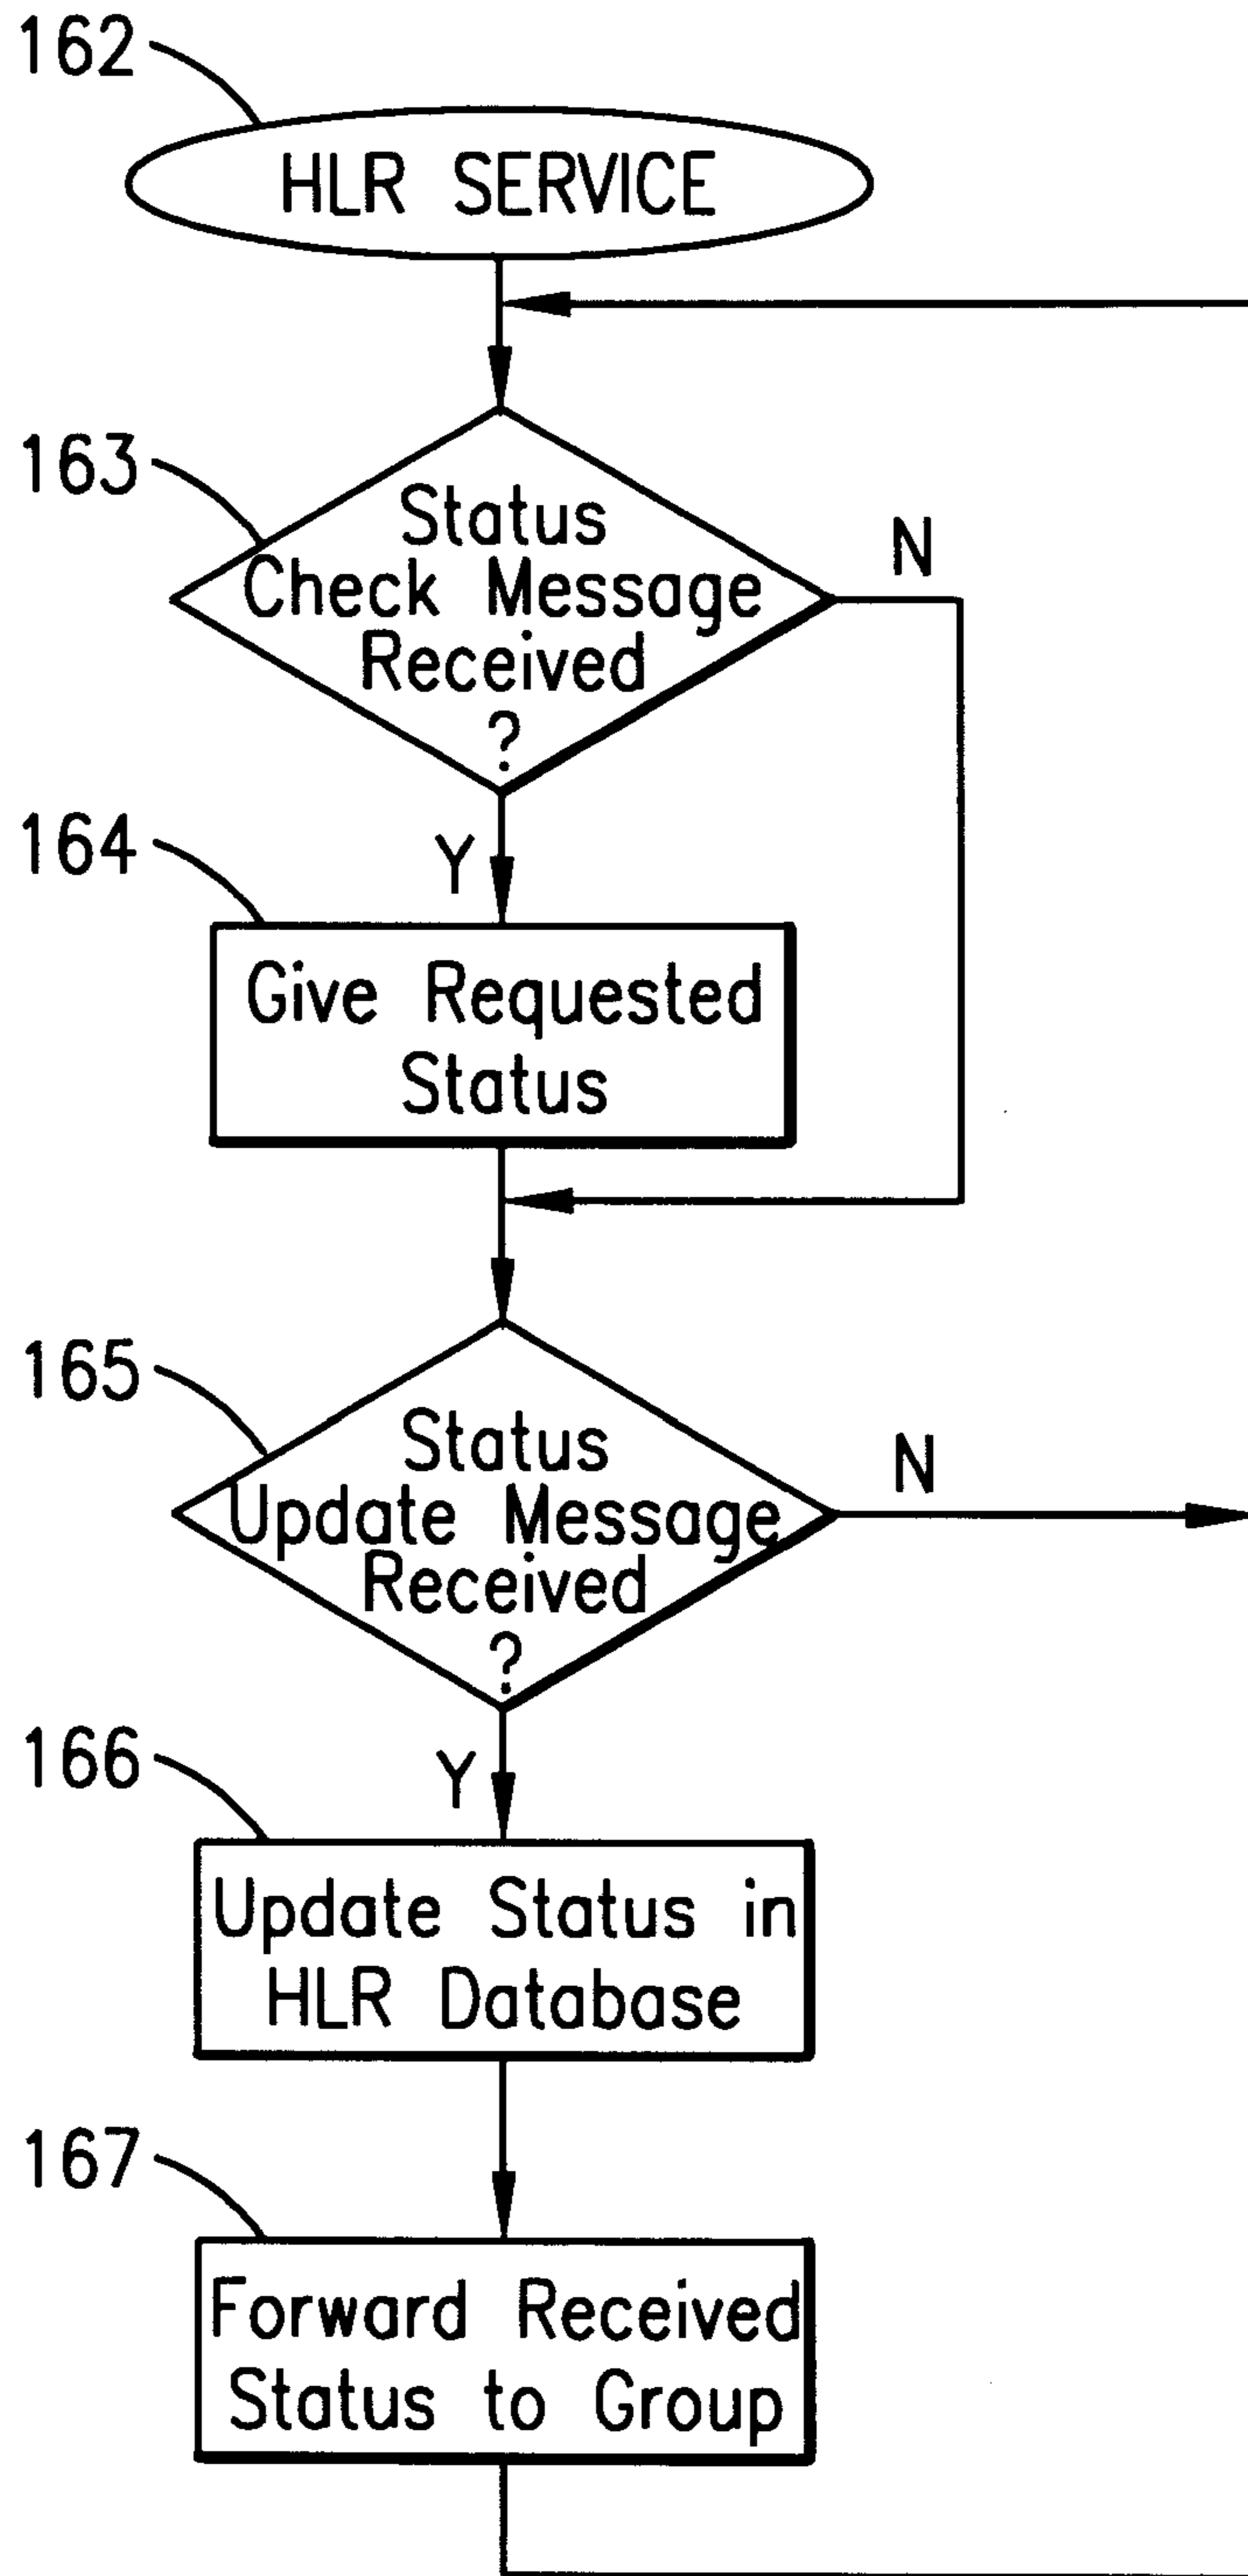 162
HLR SERVICE
163
Status
Check Message
Received
?
N
Y
164
Give Requested
Status
165
Status
Update Message
Received
?
N
Y
166
Update Status in
HLR Database
167
Forward Received
Status to Group